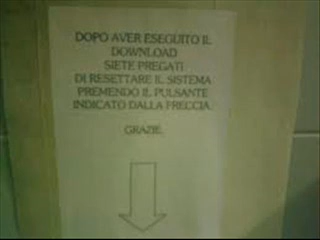 DOPO AVER ESEGUITO IL
DOWNLOAD
SIETE PREGATI
DI RESETTARE IL SISTEMA
PREMENDO IL PULSANTE
INDICATO DALLA FRECCIA.
GRAZIE.